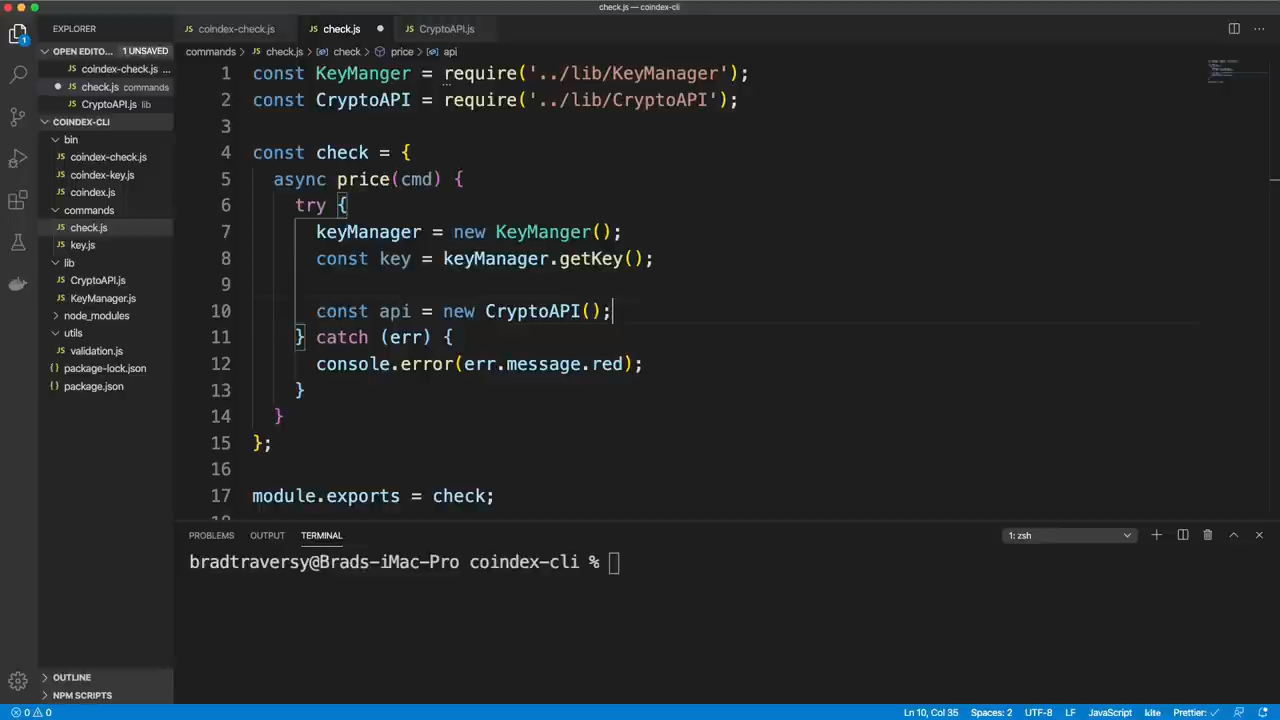 check.js — coindex-cli
EXPLORER
coindex-check.js
check.js
CryptoAPI.js
OPEN EDITO... 1 UNSAVED
commands > check.js > check > price > api
coindex-check.js ...
check.js commands
CryptoAPI.js lib
COINDEX-CLI
bin
coindex-check.js
coindex-key.js
coindex.js
commands
check.js
key.js
lib
CryptoAPI.js
KeyManager.js
node_modules
utils
validation.js
package-lock.json
package.json
OUTLINE
NPM SCRIPTS
1 const KeyManger = require('../lib/KeyManager');
2 const CryptoAPI = require('../lib/CryptoAPI');
3
4 const check = {
5 async price(cmd) {
6 try {
7 keyManager = new KeyManger();
8 const key = keyManager.getKey();
9
10 const api = new CryptoAPI();
11 } catch (err) {
12 console.error(err.message.red);
13 }
14 }
15 };
16
17 module.exports = check;
18
PROBLEMS OUTPUT TERMINAL 1: zsh
bradtraversy@Brads-iMac-Pro coindex-cli %
0 0 Ln 10, Col 35 Spaces: 2 UTF-8 LF JavaScript kite Prettier: ✓